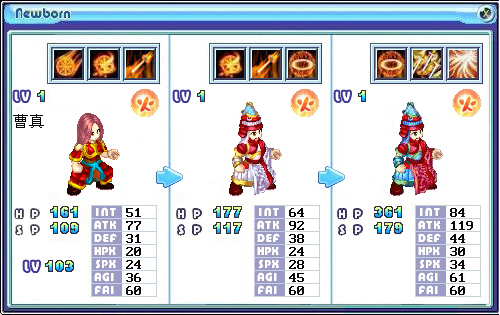 Newborn
LV 1
火
曹真
HP 161
SP 109
LV 103
INT 51
ATK 77
DEF 31
HPX 20
SPX 24
AGI 36
FAI 60
LV 1
火
HP 177
SP 117
INT 64
ATK 92
DEF 38
HPX 24
SPX 28
AGI 45
FAI 60
LV 1
火
HP 361
SP 179
INT 84
ATK 119
DEF 44
HPX 30
SPX 34
AGI 61
FAI 60